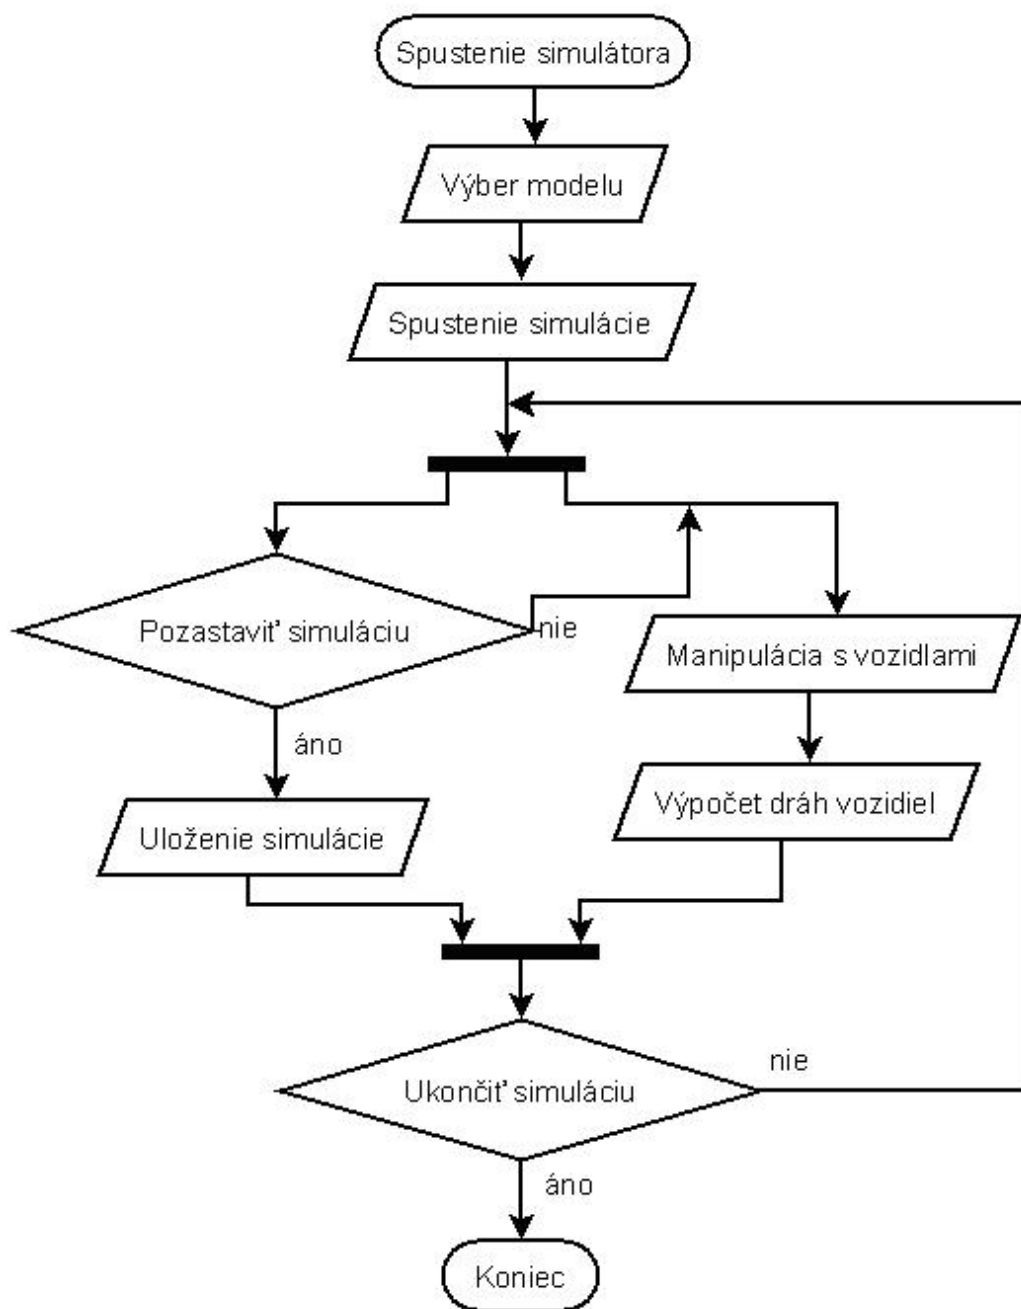 Spustenie simulátora
Výber modelu
Spustenie simulácie
Pozastaviť simuláciu
nie
Manipulácia s vozidlami
áno
Výpočet dráh vozidiel
Uloženie simulácie
nie
Ukončiť simuláciu
áno
Koniec